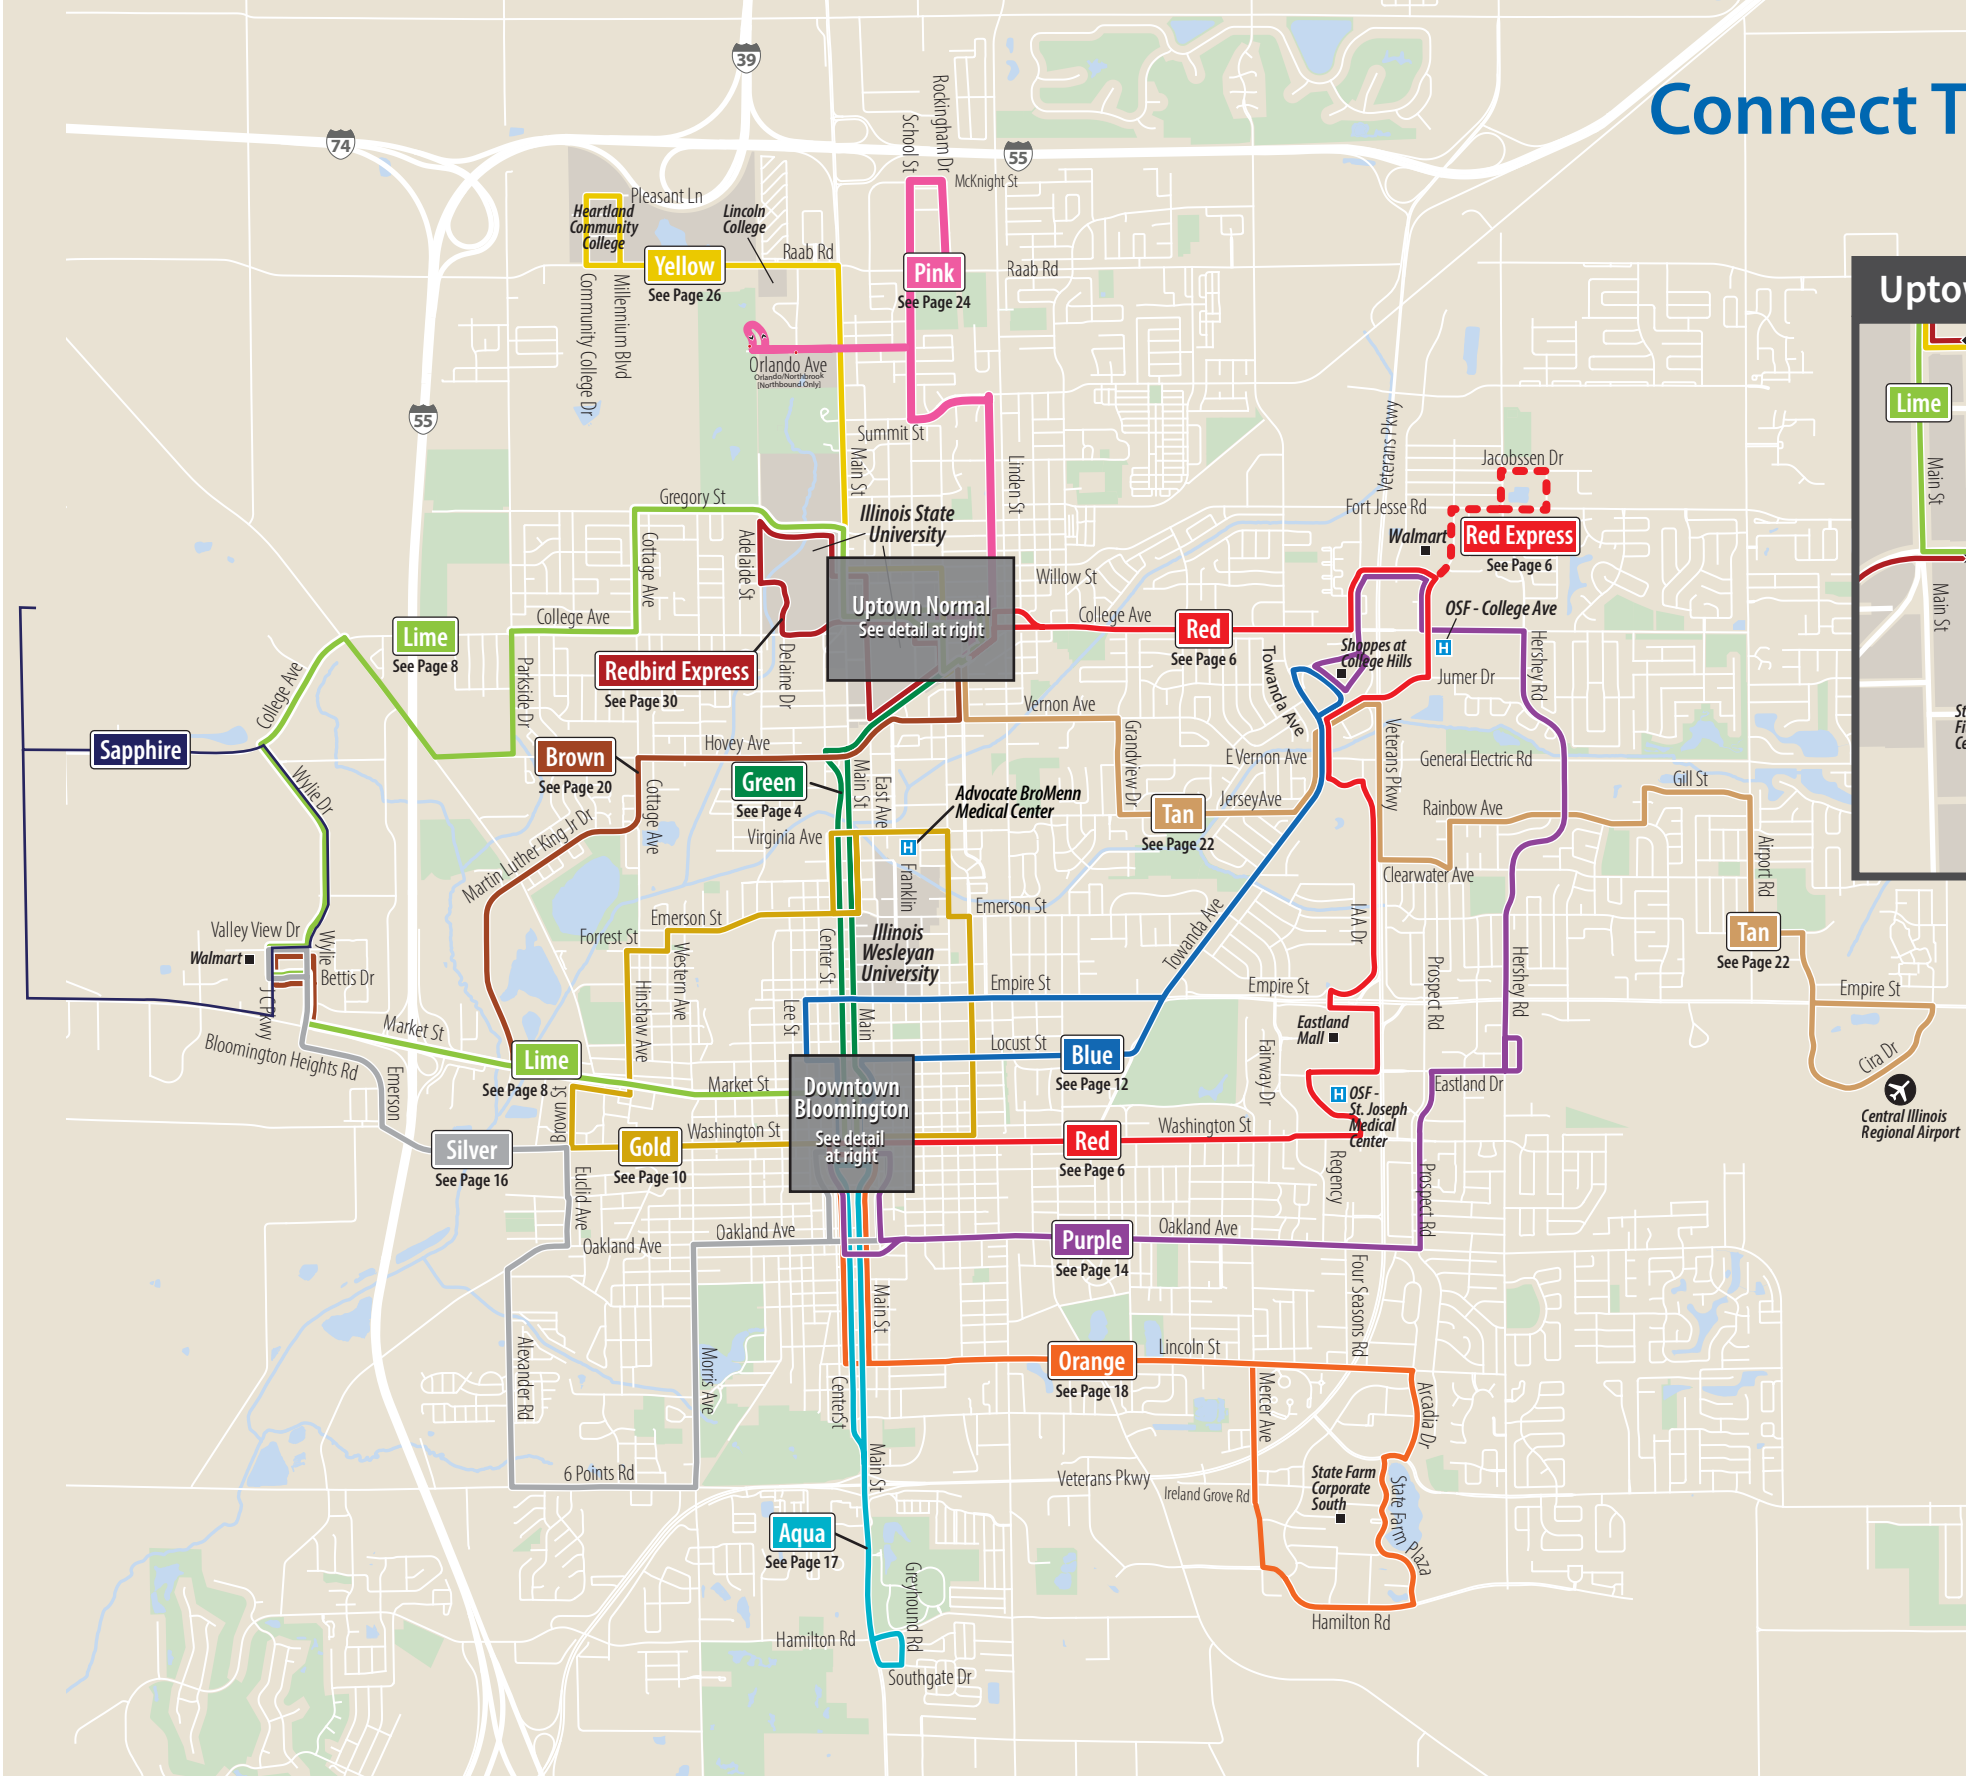 39
Connect T
74
55
Rockingham Dr
School St
McKnight St
Pleasant Ln
Heartland
Community
College
Lincoln
College
Raab Rd
Yellow
See Page 26
Pink
See Page 24
Raab Rd
Uptow
Community College Dr
Millennium Blvd
Orlando Ave
Orlando/Northbrook
[Northbound Only]
55
Lime
Main St
Main St
Summit St
Main St
Linden St
Veterans Pkwy
Jacobssen Dr
Gregory St
Fort Jesse Rd
Illinois State
University
Walmart
Red Express
See Page 6
Cottage Ave
Adelaide St
Willow St
Uptown Normal
See detail at right
College Ave
College Ave
Red
See Page 6
OSF - College Ave
H
Lime
See Page 8
Shoppes at
College Hills
Hershey Rd
Redbird Express
See Page 30
Delaine Dr
Parkside Dr
College Ave
Towanda Ave
Jumer Dr
Vernon Ave
Grandview Dr
Veterans Pkwy
Sapphire
Hovey Ave
Brown
See Page 20
Green
See Page 4
Main St
East Ave
E Vernon Ave
General Electric Rd
Gill St
Wylie Dr
Cottage Ave
Martin Luther King Jr Dr
Virginia Ave
Advocate BroMenn
Medical Center
H
Franklin
Tan
See Page 22
JerseyAve
Rainbow Ave
Airport Rd
Clearwater Ave
Emerson St
Emerson St
Forrest St
Western Ave
Hinshaw Ave
Center St
Illinois
Wesleyan
University
Towanda Ave
IAA Dr
Tan
See Page 22
Valley View Dr
Walmart
Wylie
Bettis Dr
J C Pkwy
Empire St
Empire St
Prospect Rd
Hershey Rd
Empire St
Lee St
Main
Eastland
Mall
Market St
Bloomington Heights Rd
Emerson
Lime
See Page 8
Brown St
Locust St
Blue
See Page 12
Fairway Dr
Cira Dr
Market St
Downtown
Bloomington
See detail
at right
Eastland Dr
H
OSF -
St. Joseph
Medical
Center
Central Illinois
Regional Airport
Silver
See Page 16
Gold
See Page 10
Washington St
Red
See Page 6
Washington St
Regency
Prospect Rd
Euclid Ave
Oakland Ave
Oakland Ave
Purple
See Page 14
Oakland Ave
Four Seasons Rd
Main St
Alexander Rd
Morris Ave
CenterSt
Orange
See Page 18
Lincoln St
Mercer Ave
Arcadia Dr
6 Points Rd
Main St
Veterans Pkwy
Ireland Grove Rd
State Farm
Corporate
South
State Farm Plaza
Aqua
See Page 17
Greyhound Rd
Hamilton Rd
Hamilton Rd
Southgate Dr